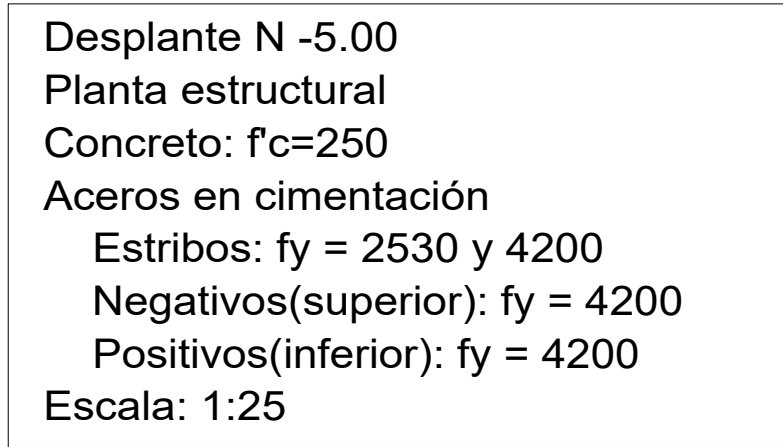 Desplante N -5.00
Planta estructural
Concreto: f'c=250
Aceros en cimentación
Estribos: fy = 2530 y 4200
Negativos(superior): fy = 4200
Positivos(inferior): fy = 4200
Escala: 1:25